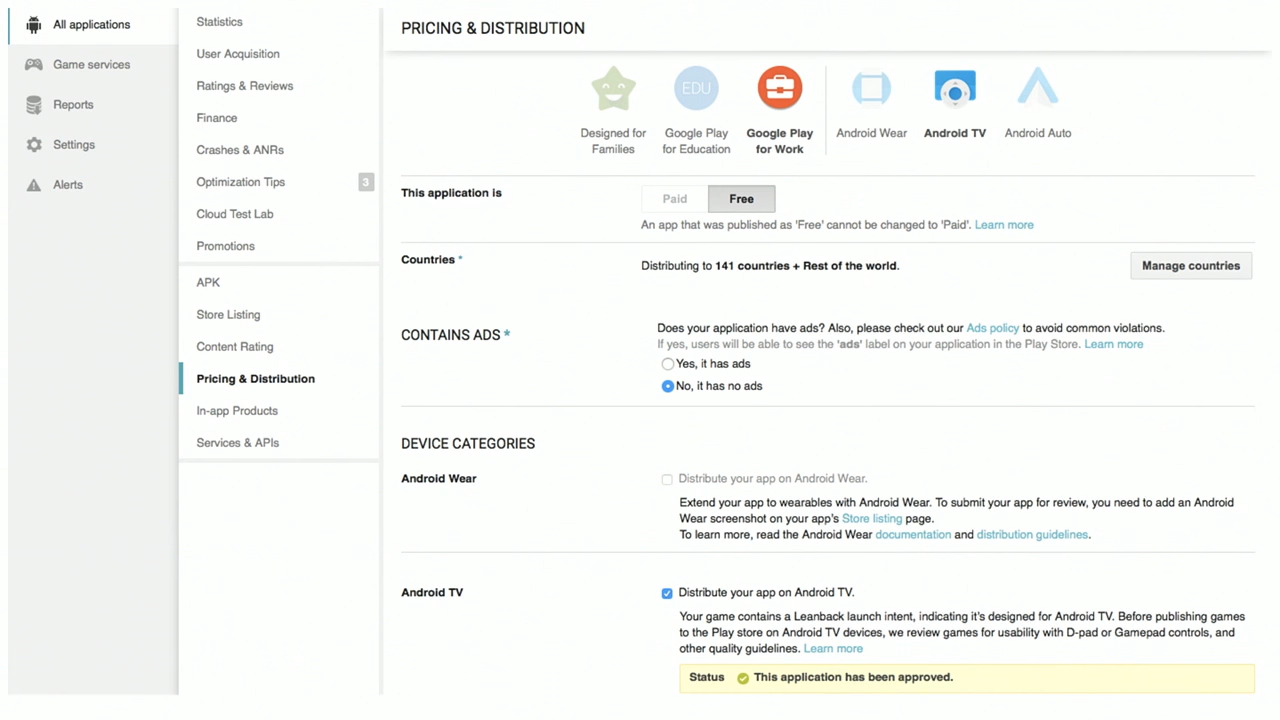 All applications
Game services
Reports
Settings
Alerts
Statistics
User Acquisition
Ratings & Reviews
Finance
Crashes & ANRs
Optimization Tips 3
Cloud Test Lab
Promotions
APK
Store Listing
Content Rating
Pricing & Distribution
In-app Products
Services & APIs
PRICING & DISTRIBUTION
EDU
Designed for
Families
Google Play
for Education
Google Play
for Work
Android Wear
Android TV
Android Auto
This application is
Paid
Free
An app that was published as 'Free' cannot be changed to 'Paid'. Learn more
Countries *
Distributing to 141 countries + Rest of the world.
Manage countries
CONTAINS ADS *
Does your application have ads? Also, please check out our Ads policy to avoid common violations.
If yes, users will be able to see the 'ads' label on your application in the Play Store. Learn more
Yes, it has ads
No, it has no ads
DEVICE CATEGORIES
Android Wear
Distribute your app on Android Wear.
Extend your app to wearables with Android Wear. To submit your app for review, you need to add an Android
Wear screenshot on your app's Store listing page.
To learn more, read the Android Wear documentation and distribution guidelines.
Android TV
Distribute your app on Android TV.
Your game contains a Leanback launch intent, indicating it's designed for Android TV. Before publishing games
to the Play store on Android TV devices, we review games for usability with D-pad or Gamepad controls, and
other quality guidelines. Learn more
Status This application has been approved.